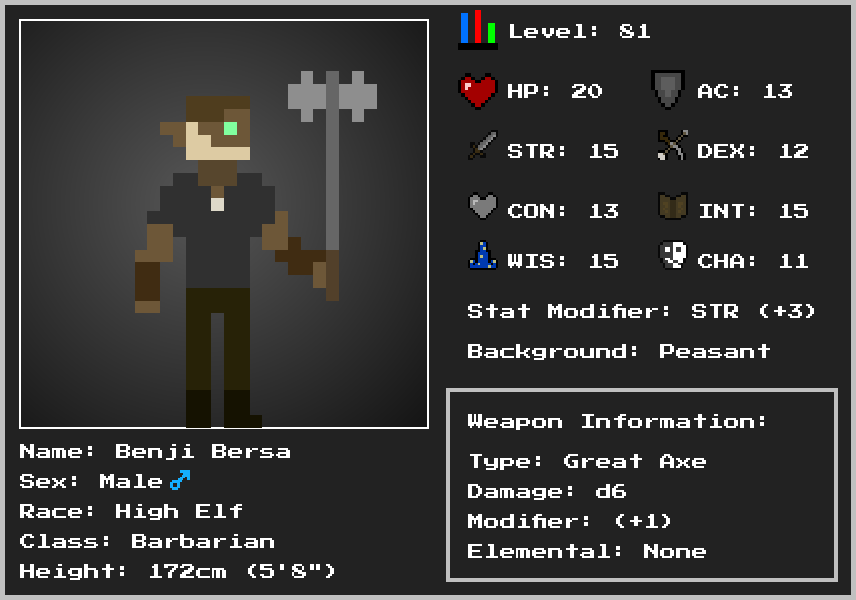 Level: 81
HP: 20 AC: 13
STR: 15 DEX: 12
CON: 13 INT: 15
WIS: 15 CHA: 11
Stat Modifier: STR (+3)
Background: Peasant
Weapon Information:
Type: Great Axe
Damage: d6
Modifier: (+1)
Elemental: None
Name: Benji Bersa
Sex: Male♂
Race: High Elf
Class: Barbarian
Height: 172cm (5'8")